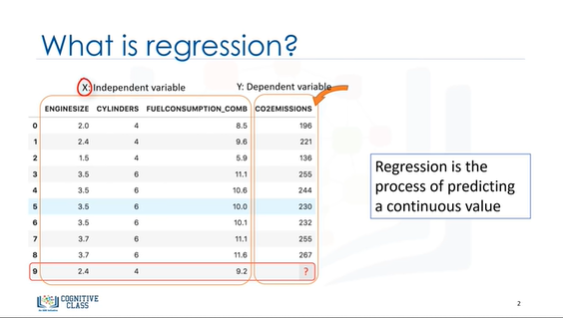 What is regression?
X: Independent variable Y: Dependent variable
ENGINESIZE CYLINDERS FUELCONSUMPTION_COMB CO2EMISSIONS
0 2.0 4 8.5 196
1 2.4 4 9.6 221
2 1.5 4 5.9 136
3 3.5 6 11.1 255
4 3.5 6 10.6 244
5 3.5 6 10.0 230
6 3.5 6 10.1 232
7 3.7 6 11.1 255
8 3.7 6 11.6 267
9 2.4 4 9.2 ?
Regression is the
process of predicting
a continuous value
COGNITIVE
CLASS
2